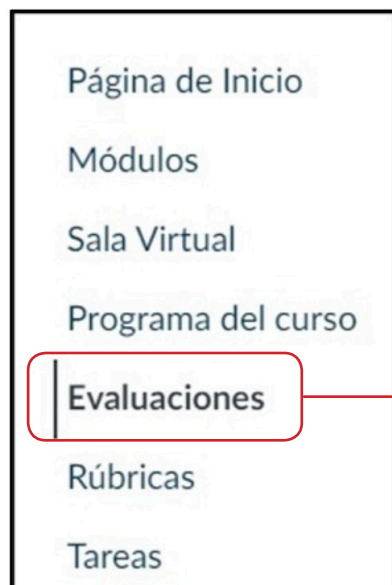 Página de Inicio
Módulos
Sala Virtual
Programa del curso
Evaluaciones
Rúbricas
Tareas